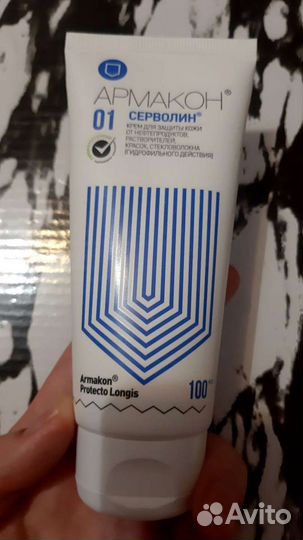 АРМАКОН®
01 СЕРВОЛИН®
КРЕМ ДЛЯ ЗАЩИТЫ КОЖИ
ОТ НЕФТЕПРОДУКТОВ,
РАСТВОРИТЕЛЕЙ,
КРАСОК, СТЕКЛОВОЛОКНА
(ГИДРОФИЛЬНОГО ДЕЙСТВИЯ)
Armakon®
Protecto Longis
100
Avito